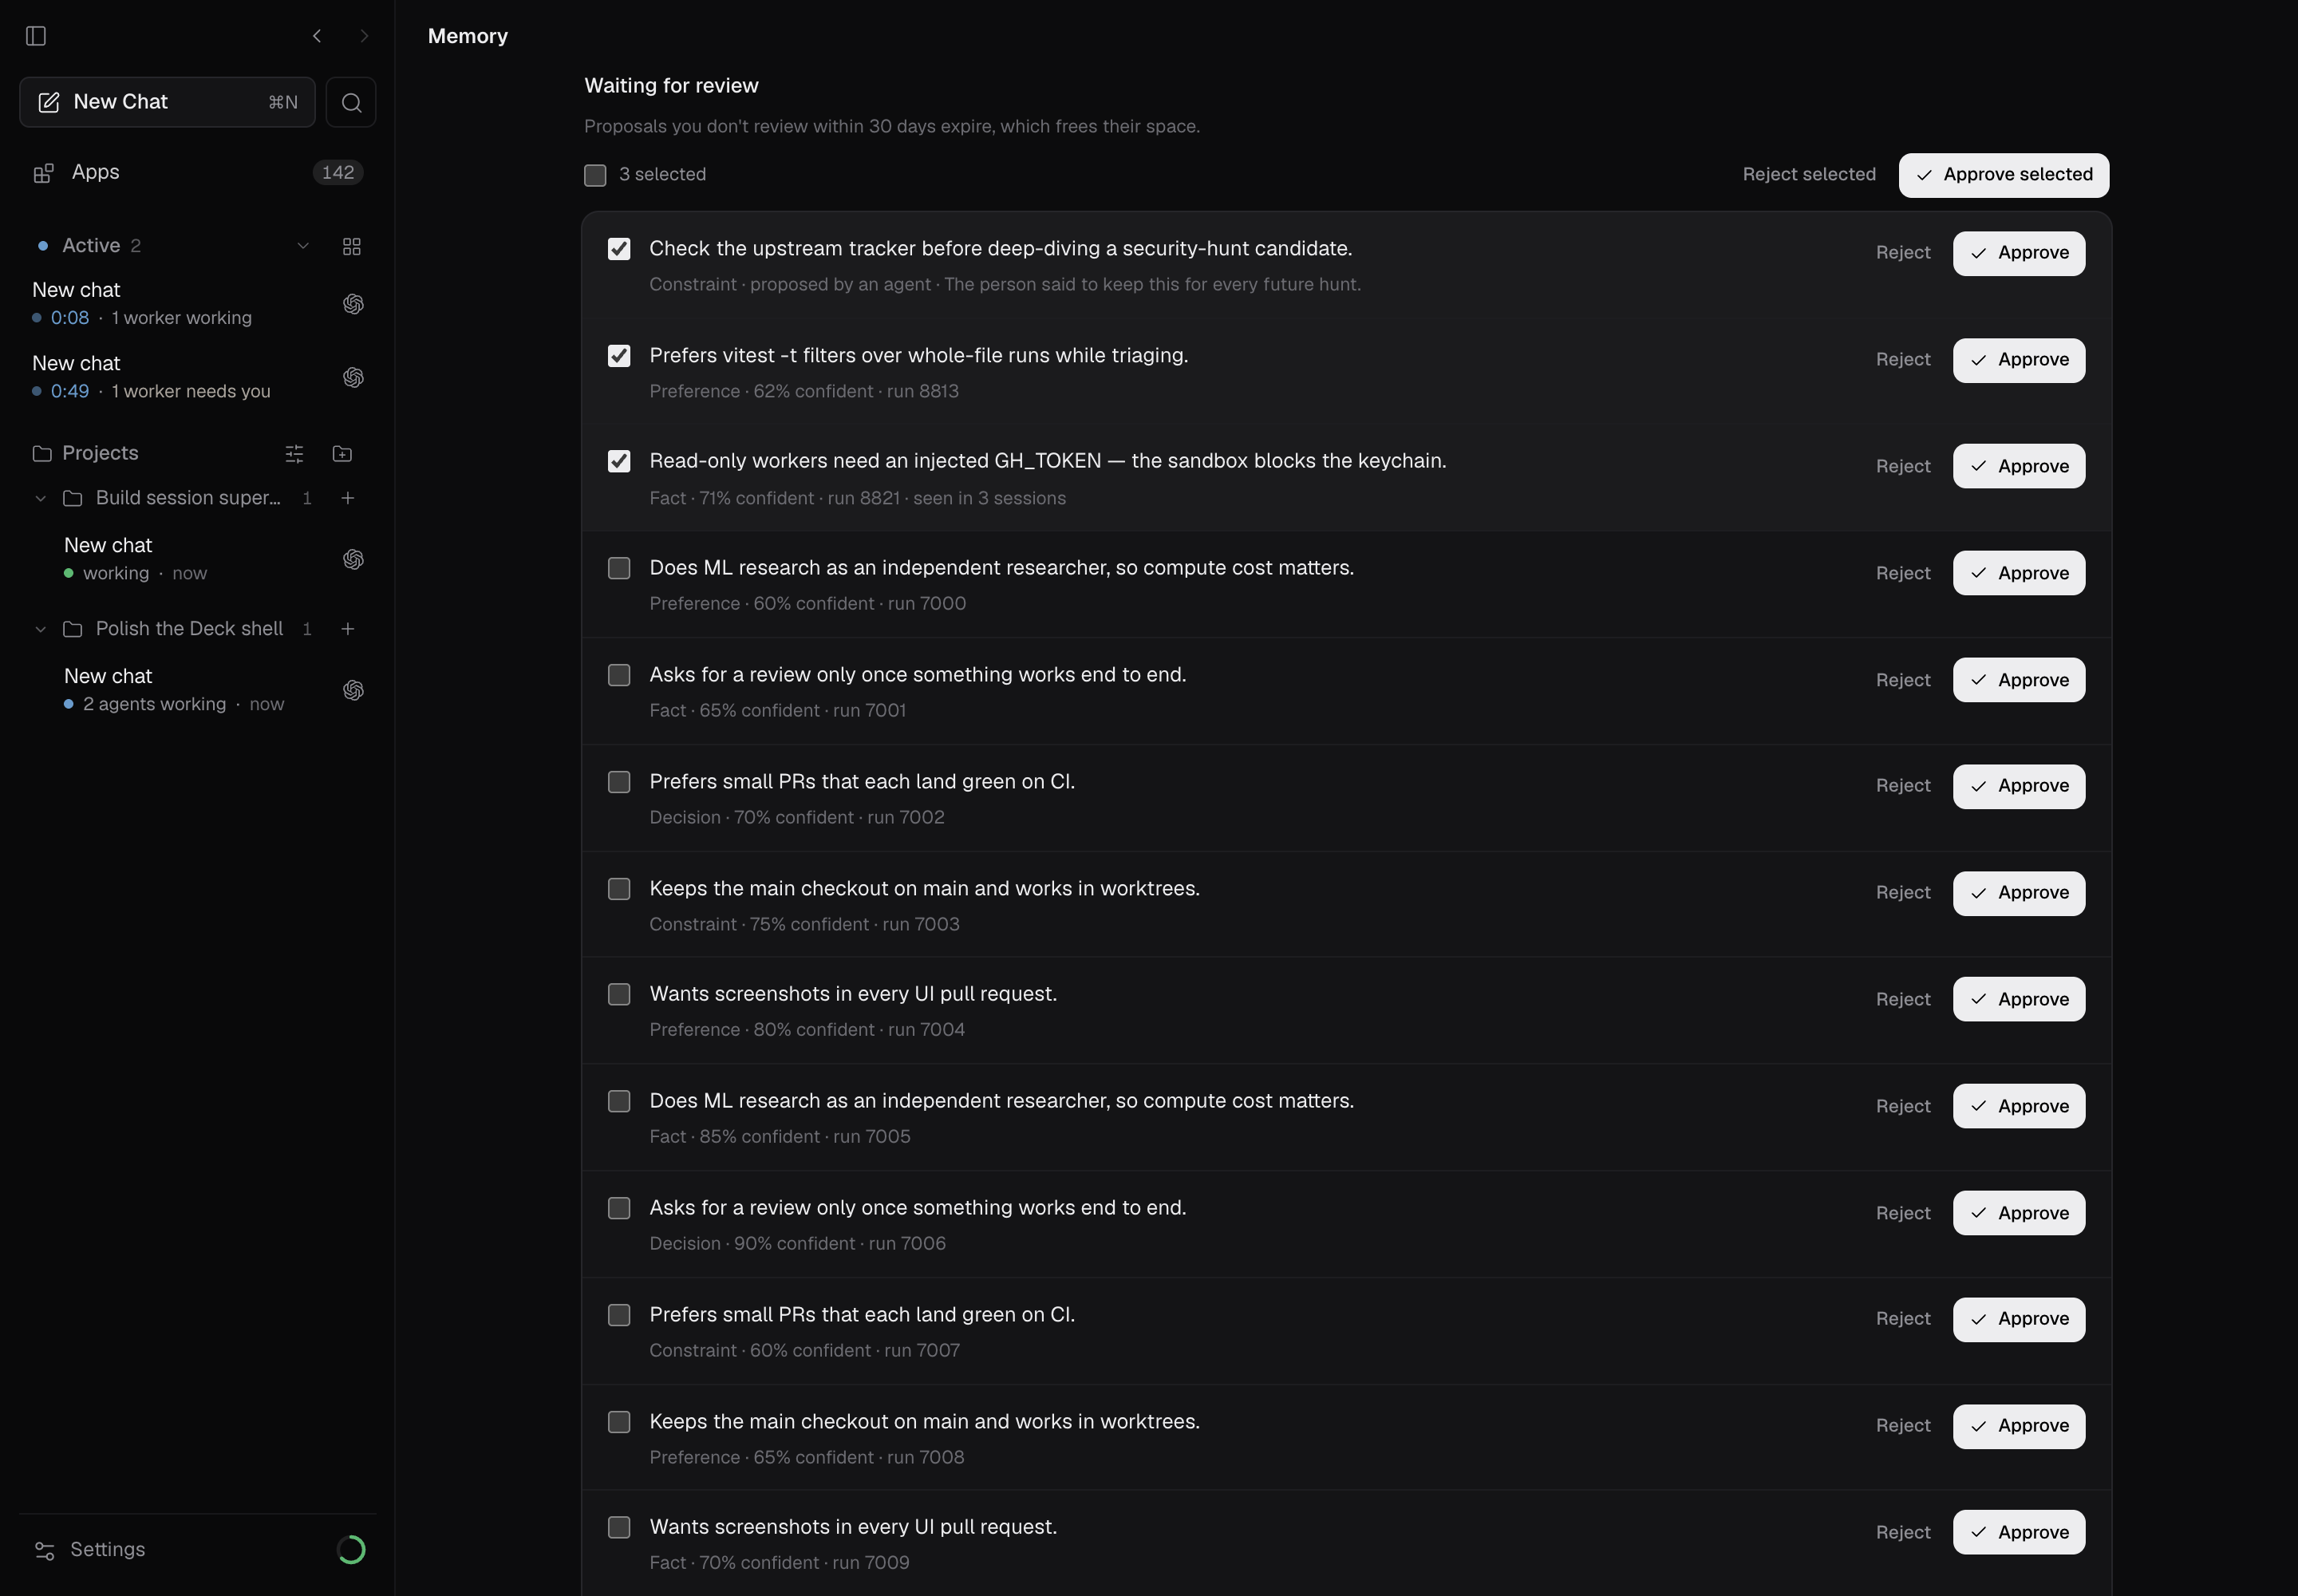 Memory
New Chat ⌘N
Apps 142
Active 2
New chat
0:08 · 1 worker working
New chat
0:49 · 1 worker needs you
Projects
Build session super... 1
New chat
working · now
Polish the Deck shell 1
New chat
2 agents working · now
Settings
Waiting for review
Proposals you don't review within 30 days expire, which frees their space.
3 selected Reject selected Approve selected
Check the upstream tracker before deep-diving a security-hunt candidate. Reject Approve
Constraint · proposed by an agent · The person said to keep this for every future hunt.
Prefers vitest -t filters over whole-file runs while triaging. Reject Approve
Preference · 62% confident · run 8813
Read-only workers need an injected GH_TOKEN — the sandbox blocks the keychain. Reject Approve
Fact · 71% confident · run 8821 · seen in 3 sessions
Does ML research as an independent researcher, so compute cost matters. Reject Approve
Preference · 60% confident · run 7000
Asks for a review only once something works end to end. Reject Approve
Fact · 65% confident · run 7001
Prefers small PRs that each land green on CI. Reject Approve
Decision · 70% confident · run 7002
Keeps the main checkout on main and works in worktrees. Reject Approve
Constraint · 75% confident · run 7003
Wants screenshots in every UI pull request. Reject Approve
Preference · 80% confident · run 7004
Does ML research as an independent researcher, so compute cost matters. Reject Approve
Fact · 85% confident · run 7005
Asks for a review only once something works end to end. Reject Approve
Decision · 90% confident · run 7006
Prefers small PRs that each land green on CI. Reject Approve
Constraint · 60% confident · run 7007
Keeps the main checkout on main and works in worktrees. Reject Approve
Preference · 65% confident · run 7008
Wants screenshots in every UI pull request. Reject Approve
Fact · 70% confident · run 7009